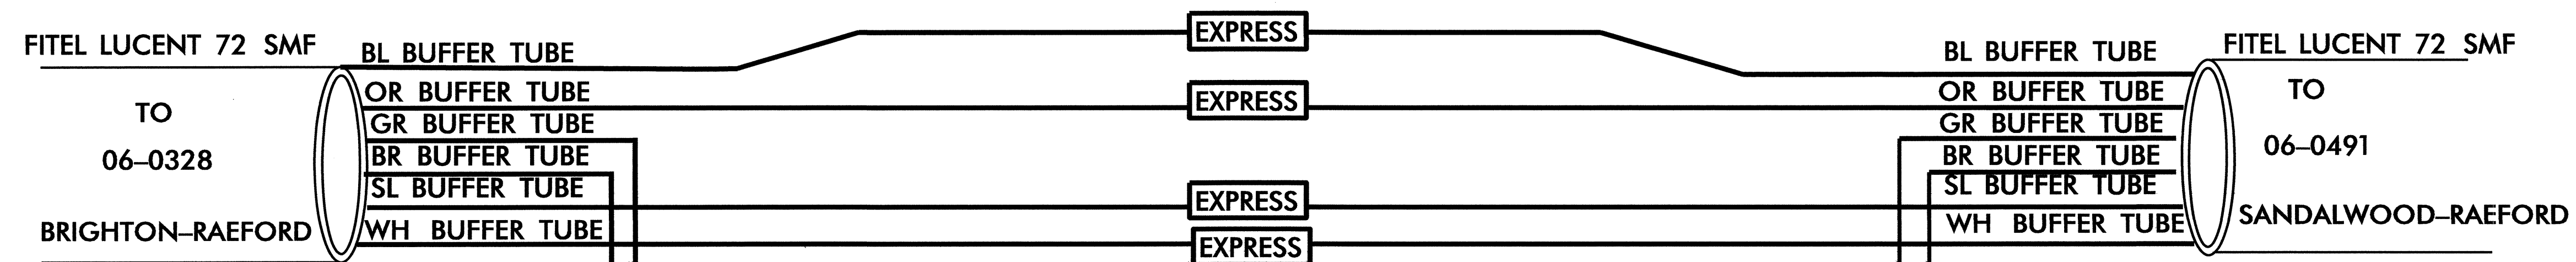 FITEL LUCENT 72 SMF
TO
06-0328
BRIGHTON-RAEFORD
BL BUFFER TUBE
OR BUFFER TUBE
GR BUFFER TUBE
BR BUFFER TUBE
SL BUFFER TUBE
WH BUFFER TUBE
EXPRESS
EXPRESS
EXPRESS
EXPRESS
BL BUFFER TUBE
OR BUFFER TUBE
GR BUFFER TUBE
BR BUFFER TUBE
SL BUFFER TUBE
WH BUFFER TUBE
FITEL LUCENT 72 SMF
TO
06-0491
SANDALWOOD-RAEFORD